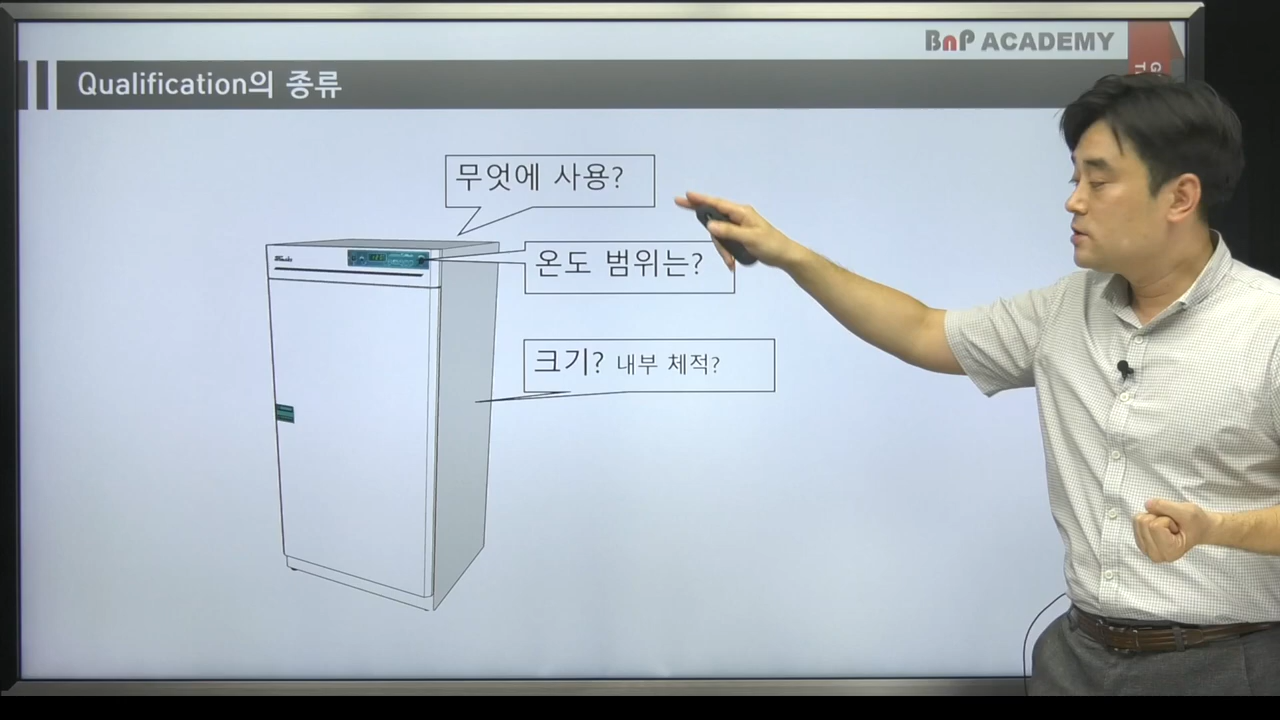 BnP ACADEMY
Qualification의 종류
무엇에 사용?
온도 범위는?
크기? 내부 체적?